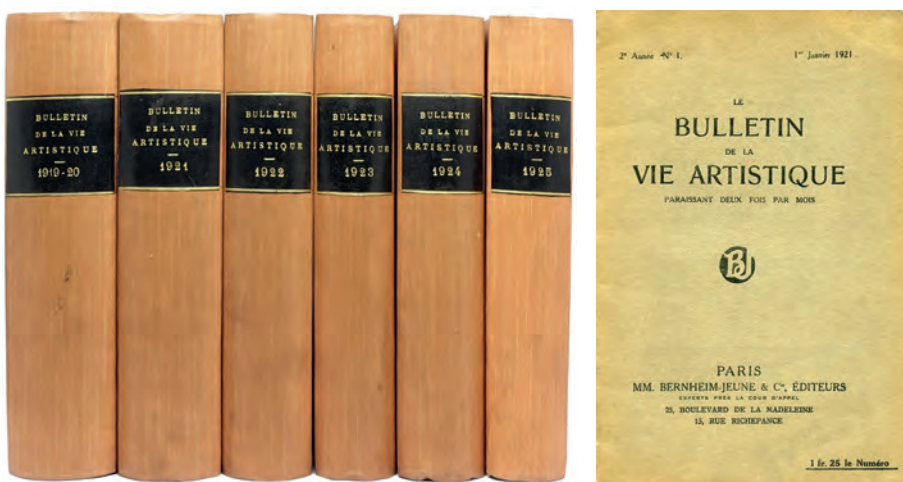 BULLETIN
DE LA VIE
ARTISTIQUE
1919-20
BULLETIN
DE LA VIE
ARTISTIQUE
1921
BULLETIN
DE LA VIE
ARTISTIQUE
1922
BULLETIN
DE LA VIE
ARTISTIQUE
1923
BULLETIN
DE LA VIE
ARTISTIQUE
1924
BULLETIN
DE LA VIE
ARTISTIQUE
1925
2e Année - No 1. 1er Janvier 1921.
LE
BULLETIN
DE LA
VIE ARTISTIQUE
PARAISSANT DEUX FOIS PAR MOIS
BJ
PARIS
MM. BERNHEIM-JEUNE & Cie, ÉDITEURS
EXPERTS PRÈS LA COUR D'APPEL
25, BOULEVARD DE LA MADELEINE
15, RUE RICHEPANCE
1 fr. 25 le Numéro